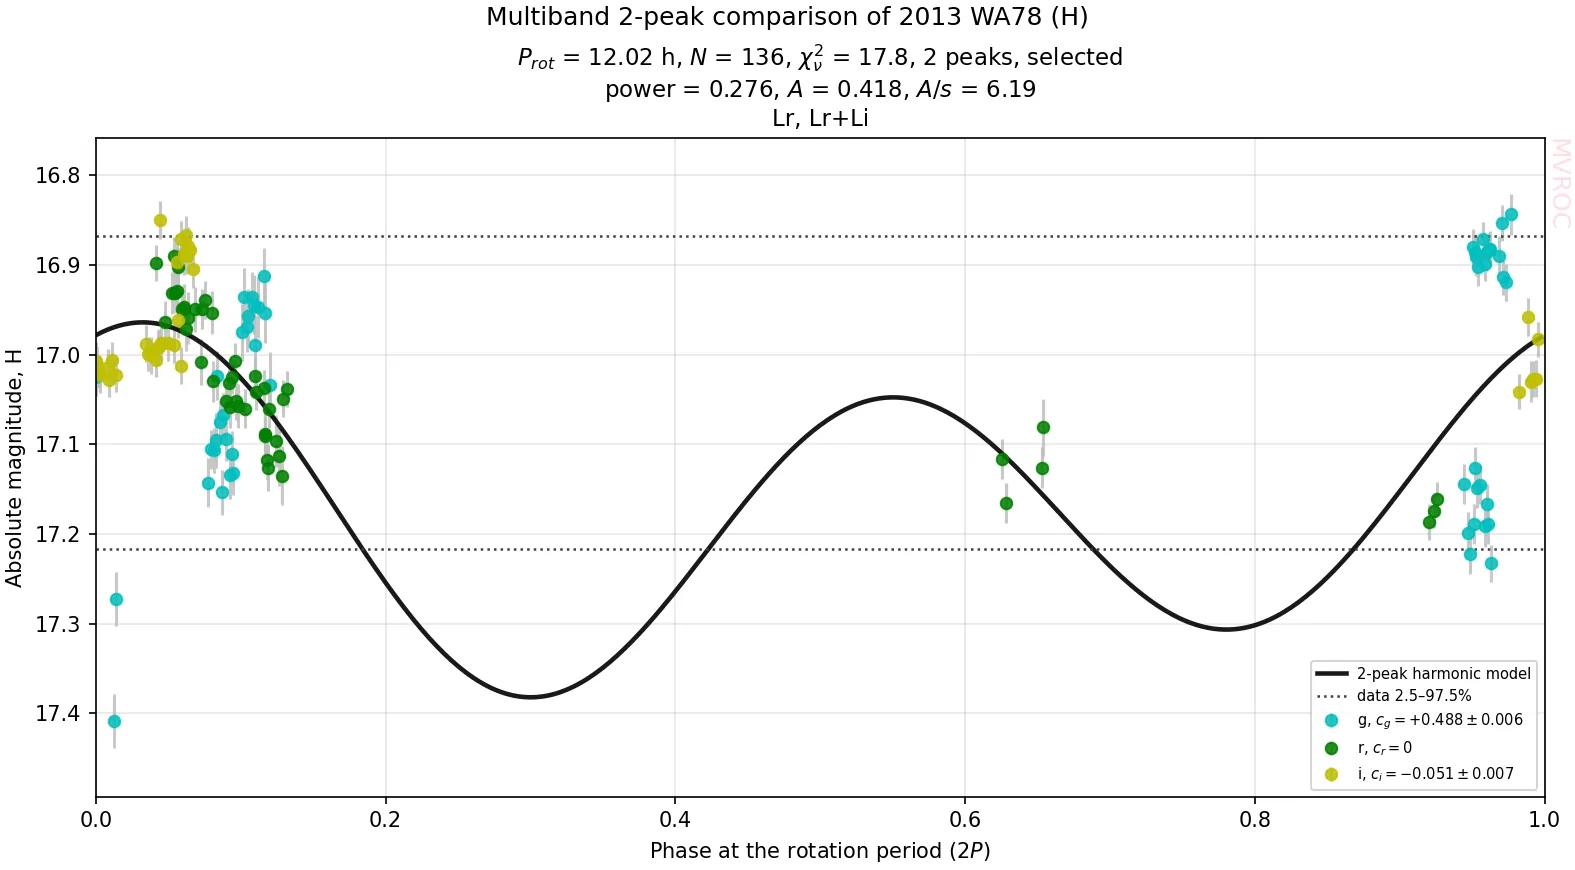 Multiband 2-peak comparison of 2013 WA78 (H)
P_rot = 12.02 h, N = 136, χ²_ν = 17.8, 2 peaks, selected
power = 0.276, A = 0.418, A/s = 6.19
Lr, Lr+Li
MVROC
Absolute magnitude, H
16.8
16.9
17.0
17.1
17.2
17.3
17.4
2-peak harmonic model
data 2.5–97.5%
g, c_g = +0.488 ± 0.006
r, c_r = 0
i, c_i = −0.051 ± 0.007
0.0 0.2 0.4 0.6 0.8 1.0
Phase at the rotation period (2P)